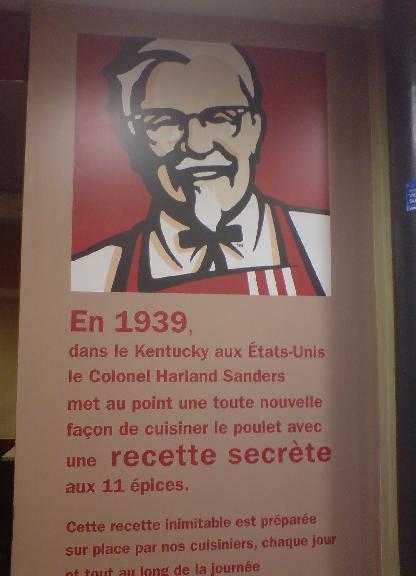 En 1939,
dans le Kentucky aux États-Unis
le Colonel Harland Sanders
met au point une toute nouvelle
façon de cuisiner le poulet avec
une recette secrète
aux 11 épices.
Cette recette inimitable est préparée
sur place par nos cuisiniers, chaque jour
et tout au long de la journée